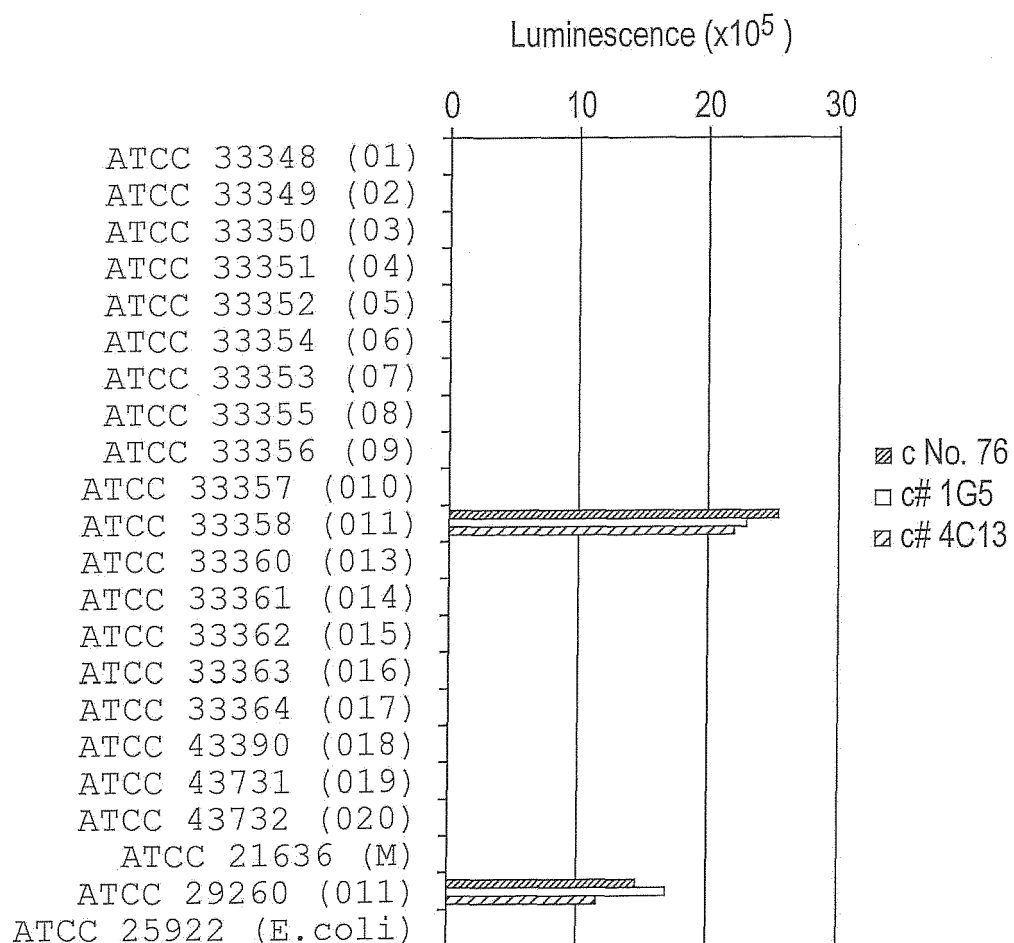 Luminescence (x10⁵ )
0 10 20 30
ATCC 33348 (01)
ATCC 33349 (02)
ATCC 33350 (03)
ATCC 33351 (04)
ATCC 33352 (05)
ATCC 33354 (06)
ATCC 33353 (07)
ATCC 33355 (08)
ATCC 33356 (09)
ATCC 33357 (010)
ATCC 33358 (011)
ATCC 33360 (013)
ATCC 33361 (014)
ATCC 33362 (015)
ATCC 33363 (016)
ATCC 33364 (017)
ATCC 43390 (018)
ATCC 43731 (019)
ATCC 43732 (020)
ATCC 21636 (M)
ATCC 29260 (011)
ATCC 25922 (E.coli)
c No. 76
c# 1G5
c# 4C13